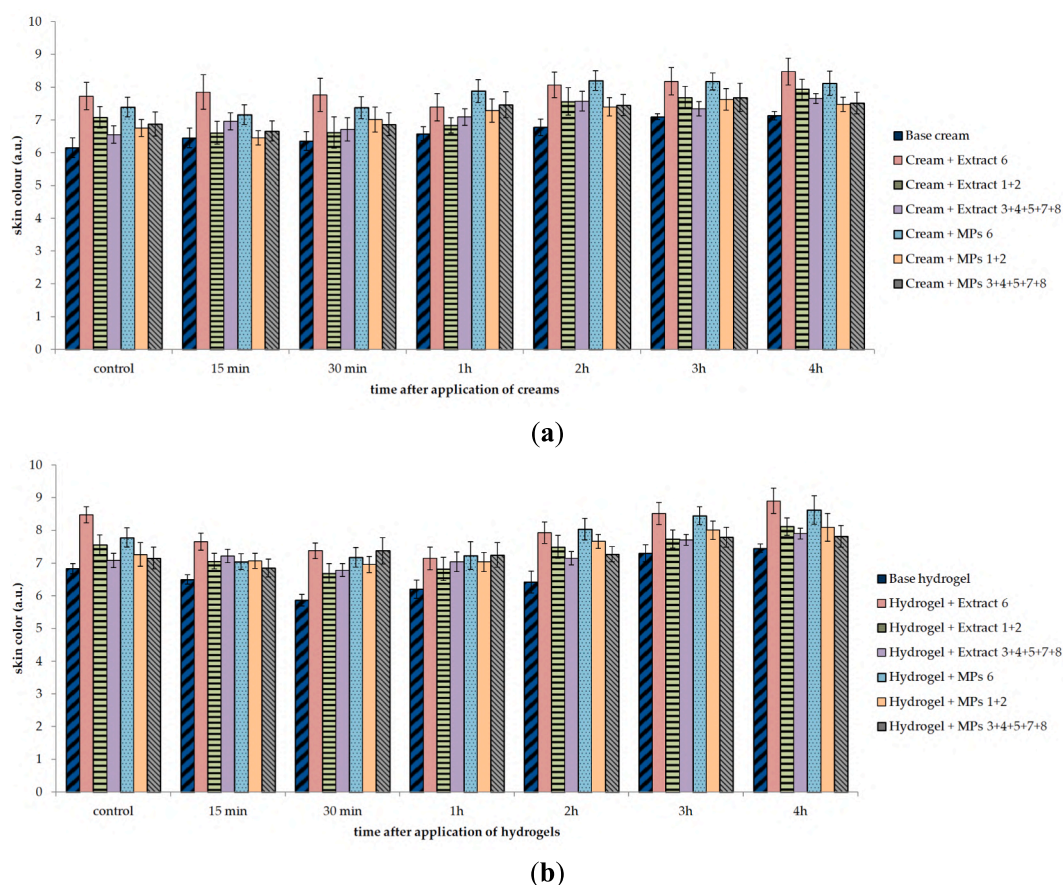 10
9
8
7
6
5
4
3
2
1
0
skin colour (a.u.)
control 15 min 30 min 1h 2h 3h 4h
time after application of creams
Base cream
Cream + Extract 6
Cream + Extract 1+2
Cream + Extract 3+4+5+7+8
Cream + MPs 6
Cream + MPs 1+2
Cream + MPs 3+4+5+7+8
(a)
10
9
8
7
6
5
4
3
2
1
0
skin color (a.u.)
control 15 min 30 min 1h 2h 3h 4h
time after application of hydrogels
Base hydrogel
Hydrogel + Extract 6
Hydrogel + Extract 1+2
Hydrogel + Extract 3+4+5+7+8
Hydrogel + MPs 6
Hydrogel + MPs 1+2
Hydrogel + MPs 3+4+5+7+8
(b)